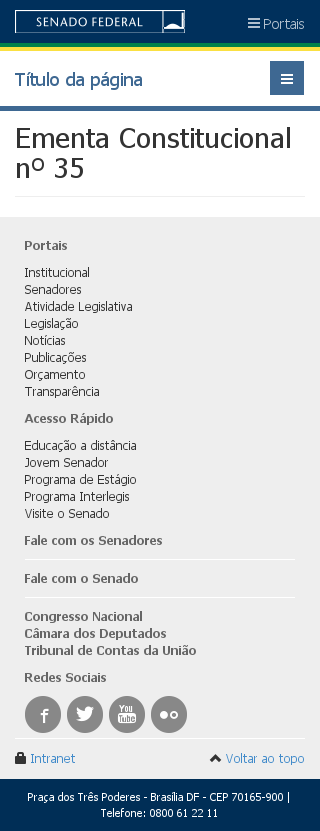 SENADO FEDERAL
Portais
Título da página
Ementa Constitucional
nº 35
Portais
Institucional
Senadores
Atividade Legislativa
Legislação
Notícias
Publicações
Orçamento
Transparência
Acesso Rápido
Educação a distância
Jovem Senador
Programa de Estágio
Programa Interlegis
Visite o Senado
Fale com os Senadores
Fale com o Senado
Congresso Nacional
Câmara dos Deputados
Tribunal de Contas da União
Redes Sociais
f
You
Tube
Intranet
Voltar ao topo
Praça dos Três Poderes - Brasília DF - CEP 70165-900 |
Telefone: 0800 61 22 11